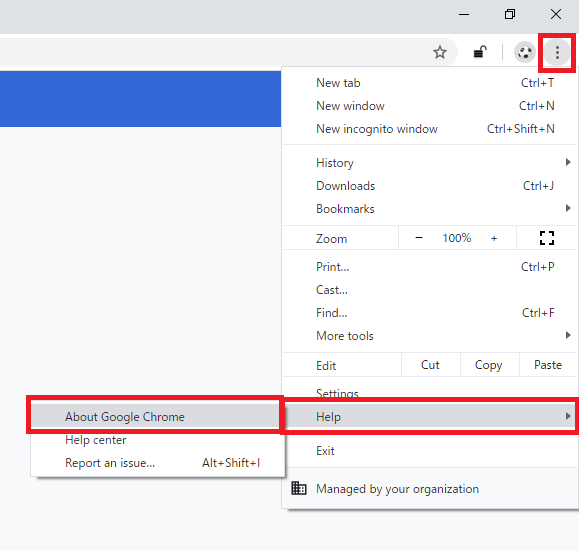 New tab Ctrl+T
New window Ctrl+N
New incognito window Ctrl+Shift+N
History
Downloads Ctrl+J
Bookmarks
Zoom − 100% +
Print... Ctrl+P
Cast...
Find... Ctrl+F
More tools
Edit Cut Copy Paste
Settings
Help
About Google Chrome
Help center
Report an issue... Alt+Shift+I
Exit
Managed by your organization